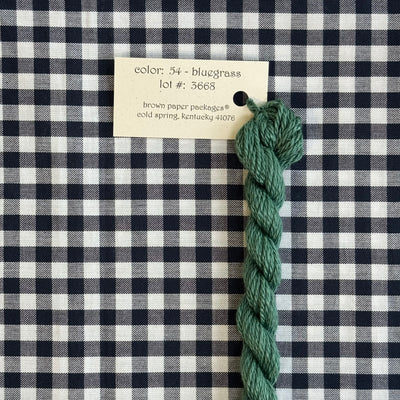 color: 54 - bluegrass
lot #: 3668
brown paper packages®
cold spring, kentucky 41076